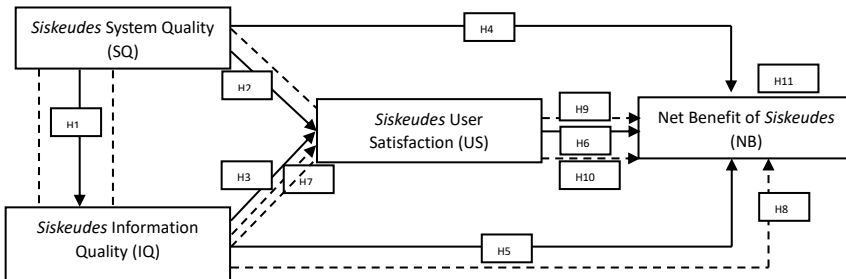 Siskeudes System Quality
(SQ)
H4
H11
H2
Siskeudes User
Satisfaction (US)
H9
Net Benefit of Siskeudes
(NB)
H1
H6
H3
H7
H10
Siskeudes Information
Quality (IQ)
H8
H5